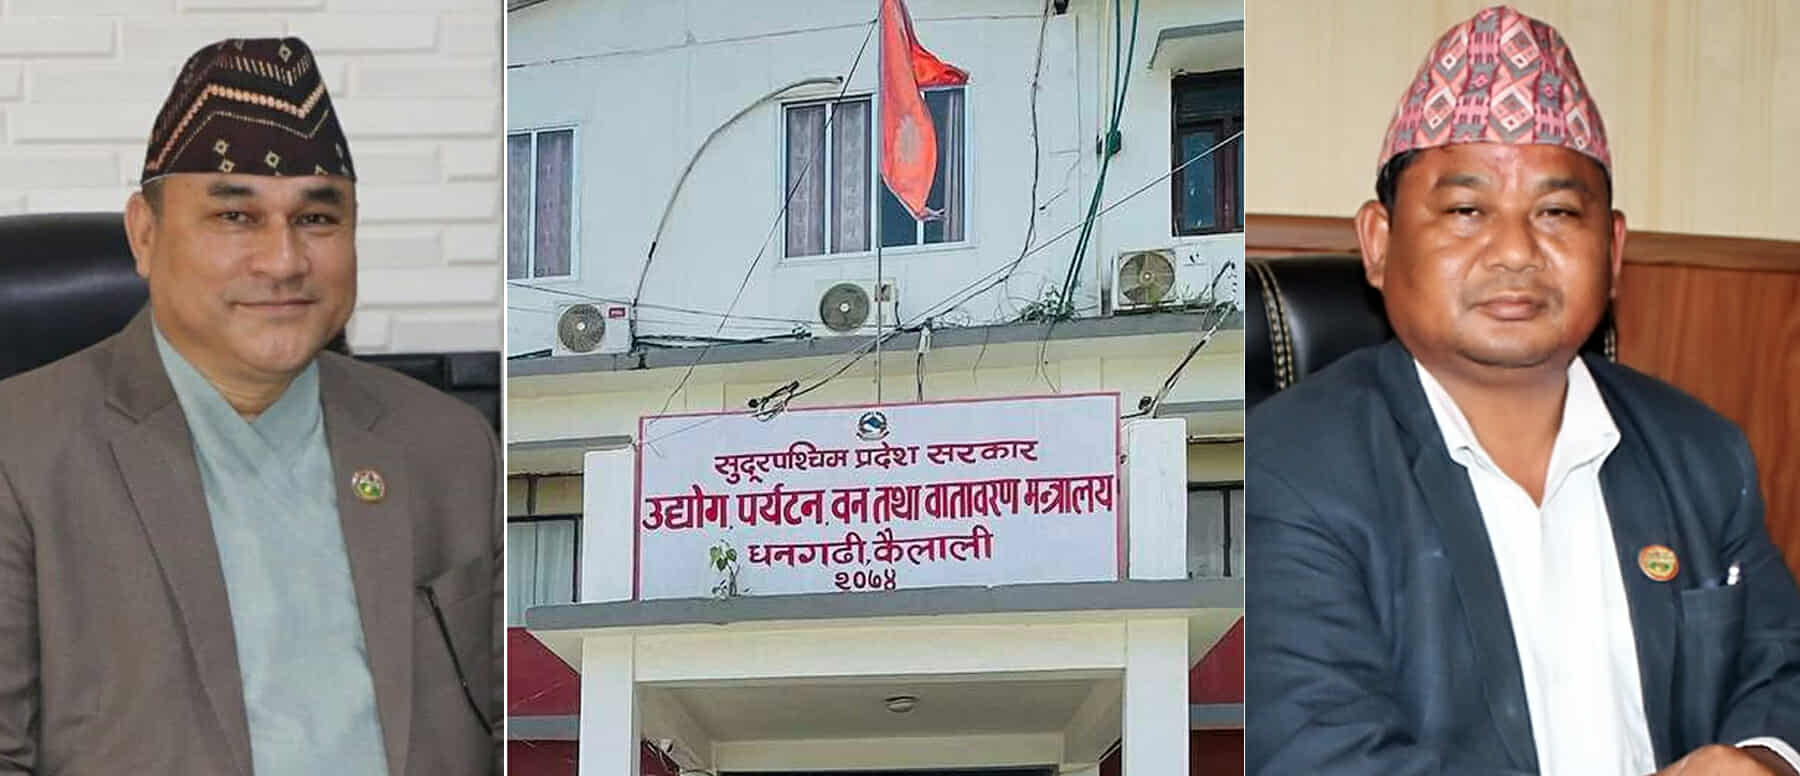 सुदूरपश्चिम प्रदेश सरकार
उद्योग, पर्यटन, वन तथा वातावरण मन्त्रालय
धनगढी, कैलाली
२०७४